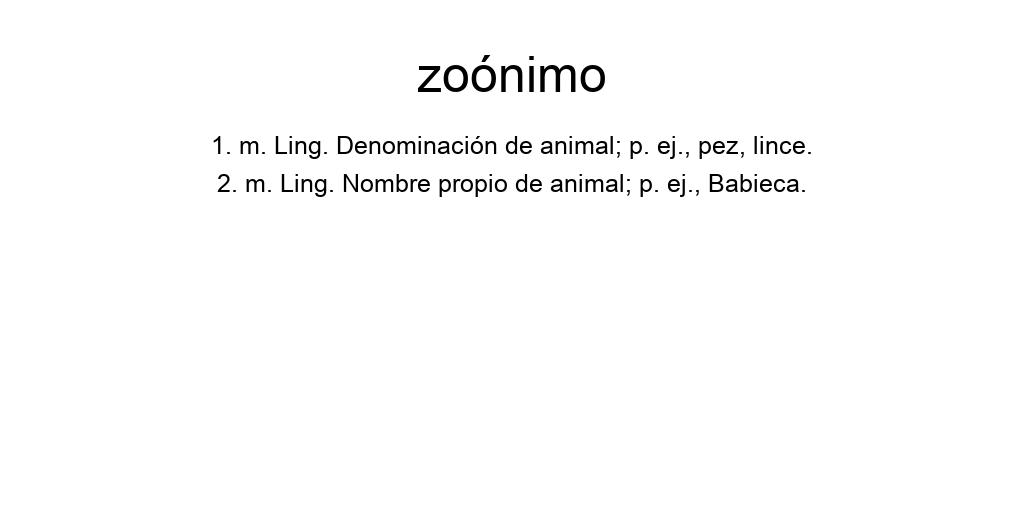 zoónimo
1. m. Ling. Denominación de animal; p. ej., pez, lince.
2. m. Ling. Nombre propio de animal; p. ej., Babieca.